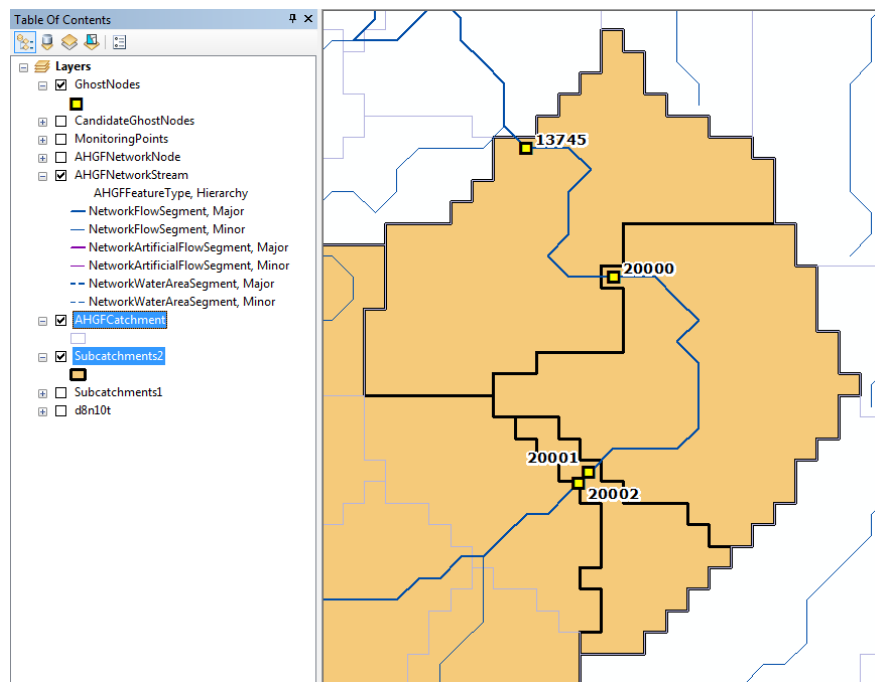 Table Of Contents
Layers
GhostNodes
CandidateGhostNodes
MonitoringPoints
AHGFNetworkNode
AHGFNetworkStream
AHGFFeatureType, Hierarchy
NetworkFlowSegment, Major
NetworkFlowSegment, Minor
NetworkArtificialFlowSegment, Major
NetworkArtificialFlowSegment, Minor
NetworkWaterAreaSegment, Major
NetworkWaterAreaSegment, Minor
AHGFCatchment
Subcatchments2
Subcatchments1
d8n10t
13745
20000
20001
20002